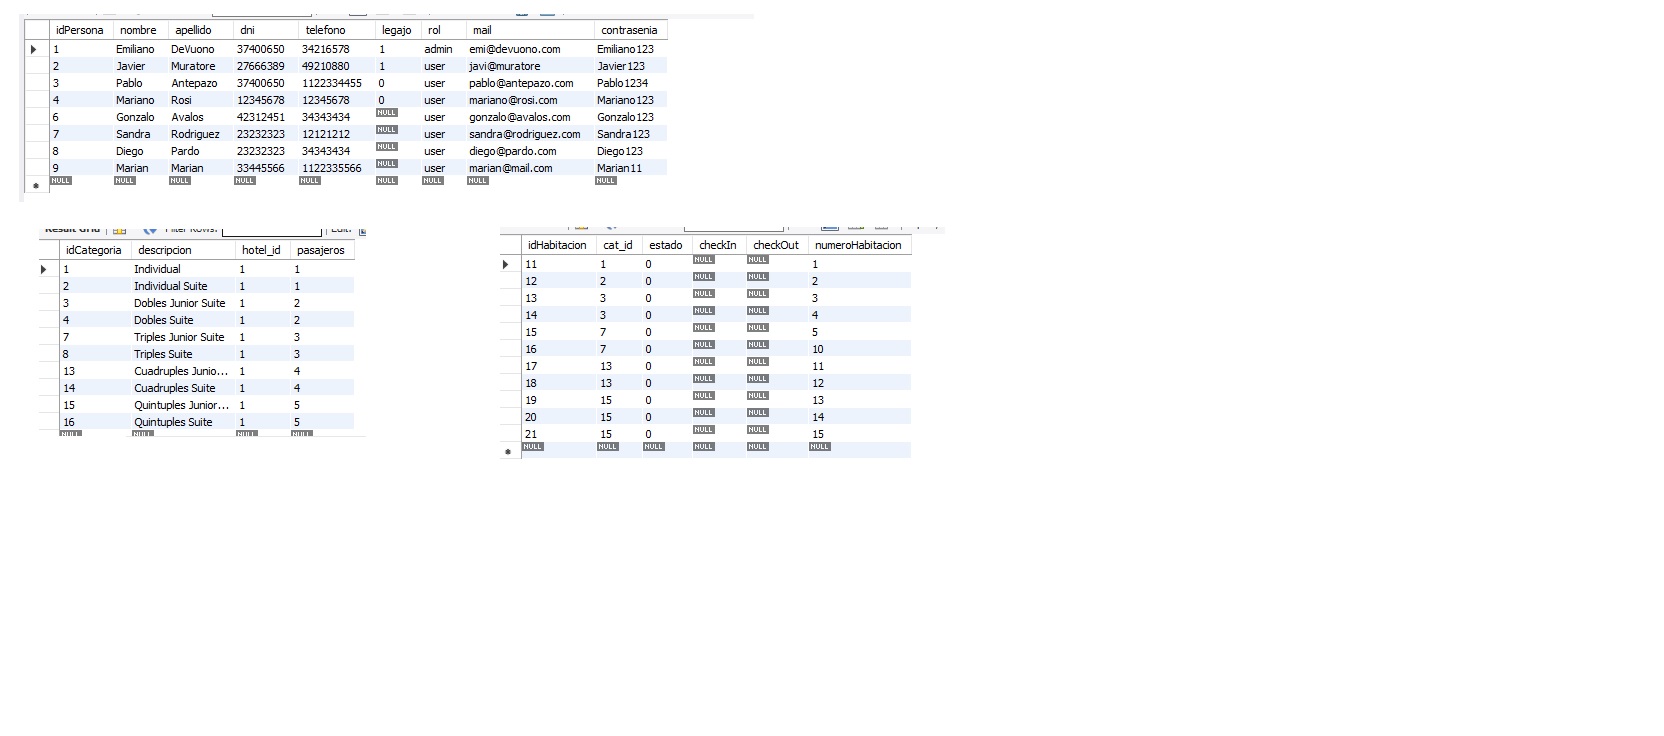 idPersona nombre apellido dni telefono legajo rol mail contrasenia
1 Emiliano DeVuono 37400650 34216578 1 admin emi@devuono.com Emiliano123
2 Javier Muratore 27666389 49210880 1 user javi@muratore Javier123
3 Pablo Antepazo 37400650 1122334455 0 user pablo@antepazo.com Pablo1234
4 Mariano Rosi 12345678 12345678 0 user mariano@rosi.com Mariano123
6 Gonzalo Avalos 42312451 34343434 NULL user gonzalo@avalos.com Gonzalo123
7 Sandra Rodriguez 23232323 12121212 NULL user sandra@rodriguez.com Sandra123
8 Diego Pardo 23232323 34343434 NULL user diego@pardo.com Diego123
9 Marian Marian 33445566 1122335566 NULL user marian@mail.com Marian11
NULL NULL NULL NULL NULL NULL NULL NULL NULL
Result Grid Filter Rows: Edit:
idCategoria descripcion hotel_id pasajeros
1 Individual 1 1
2 Individual Suite 1 1
3 Dobles Junior Suite 1 2
4 Dobles Suite 1 2
7 Triples Junior Suite 1 3
8 Triples Suite 1 3
13 Cuadruples Junio... 1 4
14 Cuadruples Suite 1 4
15 Quintuples Junior... 1 5
16 Quintuples Suite 1 5
NULL NULL NULL NULL
idHabitacion cat_id estado checkIn checkOut numeroHabitacion
11 1 0 NULL NULL 1
12 2 0 NULL NULL 2
13 3 0 NULL NULL 3
14 3 0 NULL NULL 4
15 7 0 NULL NULL 5
16 7 0 NULL NULL 10
17 13 0 NULL NULL 11
18 13 0 NULL NULL 12
19 15 0 NULL NULL 13
20 15 0 NULL NULL 14
21 15 0 NULL NULL 15
NULL NULL NULL NULL NULL NULL